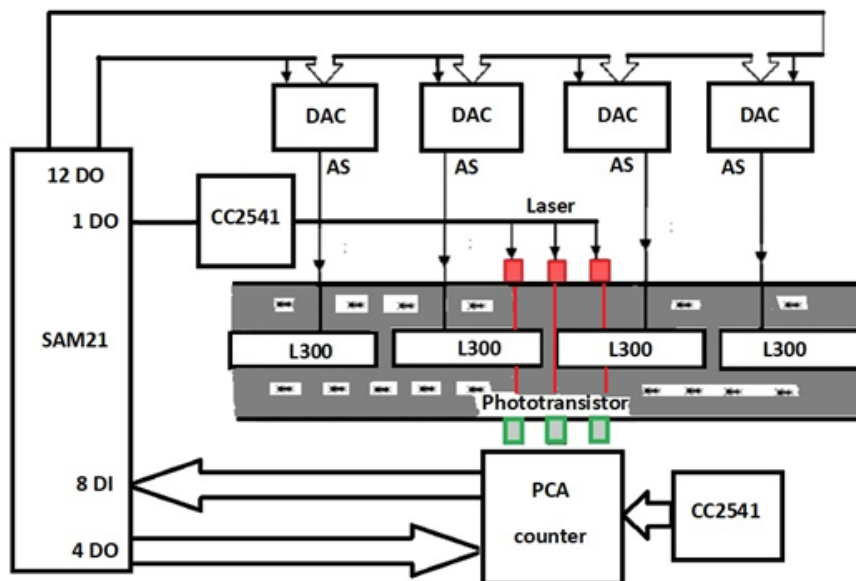 DAC DAC DAC DAC
AS AS AS AS
12 DO
1 DO
CC2541
Laser
SAM21
L300 L300 L300 L300
Phototransistor
8 DI
PCA
counter
CC2541
4 DO